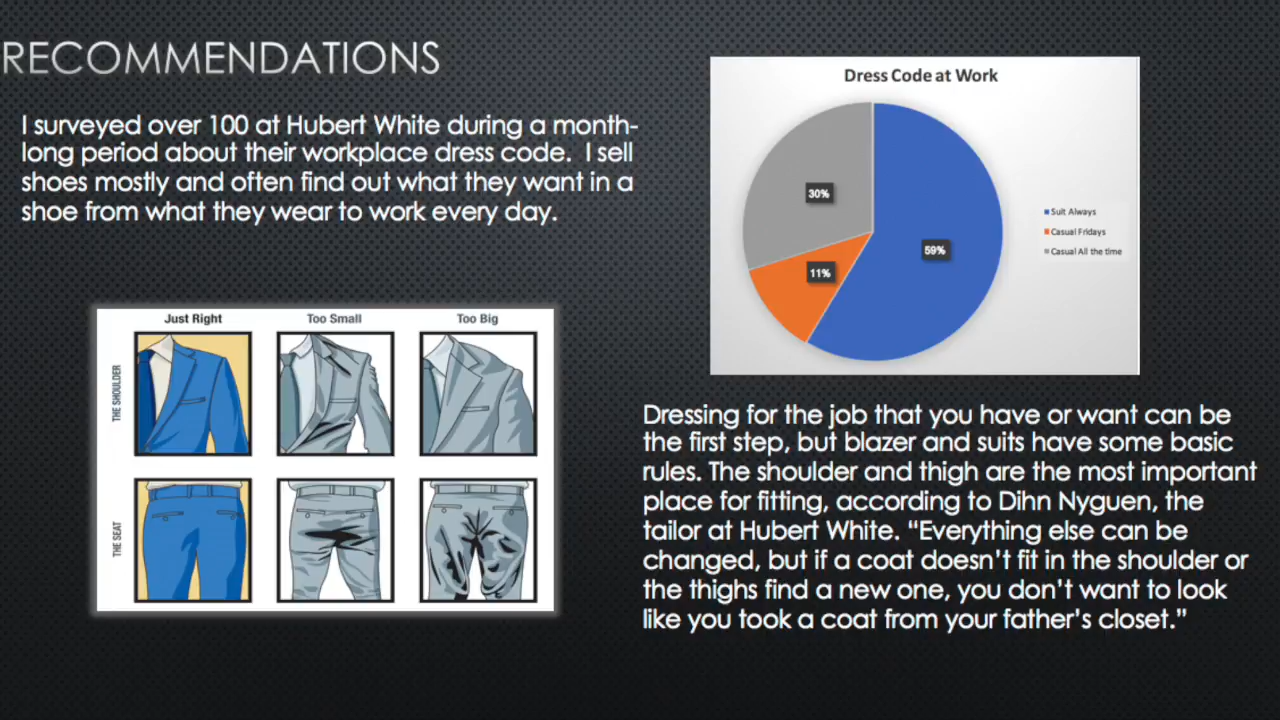 RECOMMENDATIONS
I surveyed over 100 at Hubert White during a month-
long period about their workplace dress code.  I sell
shoes mostly and often find out what they want in a
shoe from what they wear to work every day.
Dress Code at Work
30%
59%
11%
Suit Always
Casual Fridays
Casual All the time
Just Right
Too Small
Too Big
THE SHOULDER
THE SEAT
Dressing for the job that you have or want can be
the first step, but blazer and suits have some basic
rules. The shoulder and thigh are the most important
place for fitting, according to Dihn Nyguen, the
tailor at Hubert White. “Everything else can be
changed, but if a coat doesn’t fit in the shoulder or
the thighs find a new one, you don’t want to look
like you took a coat from your father’s closet.”